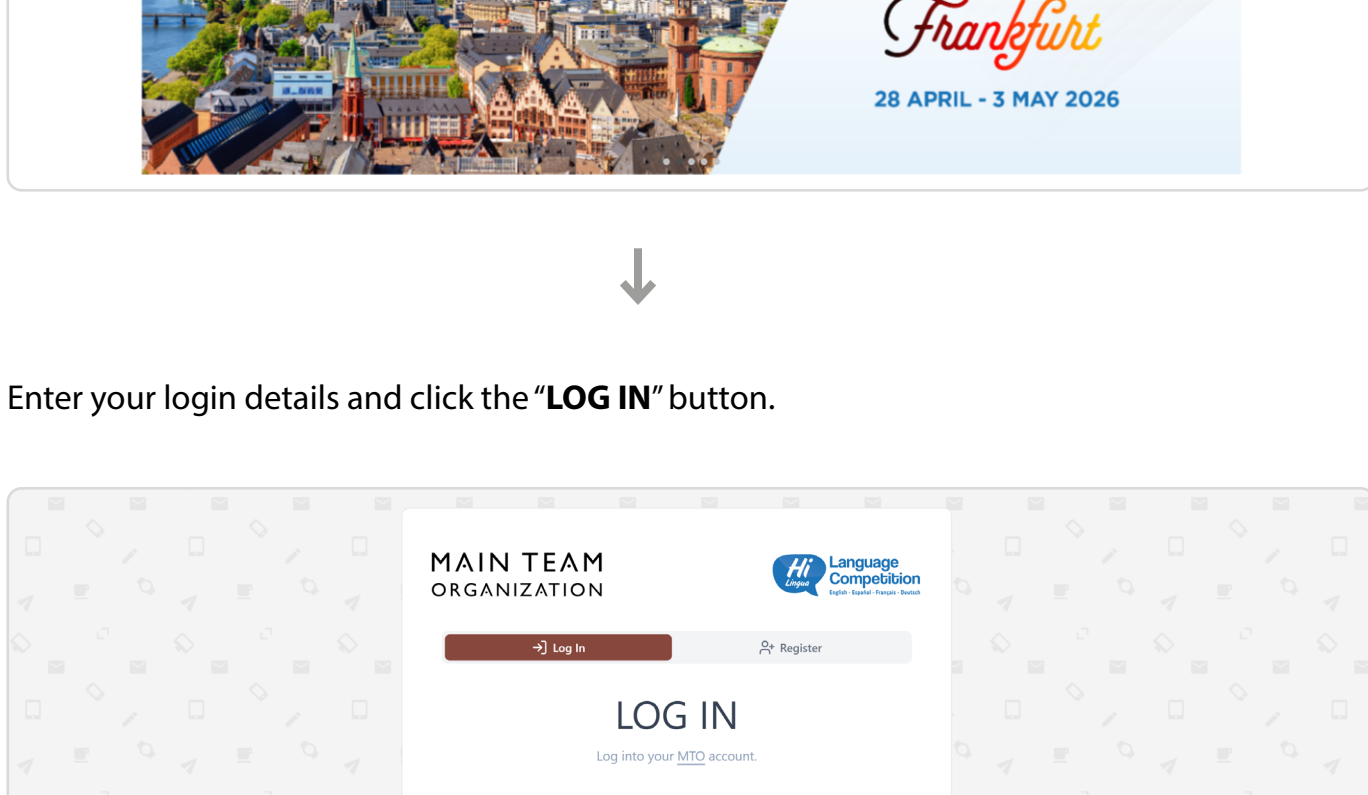 Frankfurt
28 APRIL - 3 MAY 2026
Enter your login details and click the “LOG IN” button.
MAIN TEAM
ORGANIZATION
Hi
Lingua
Language
Competition
English - Español - Français - Deutsch
Log In
Register
LOG IN
Log into your MTO account.